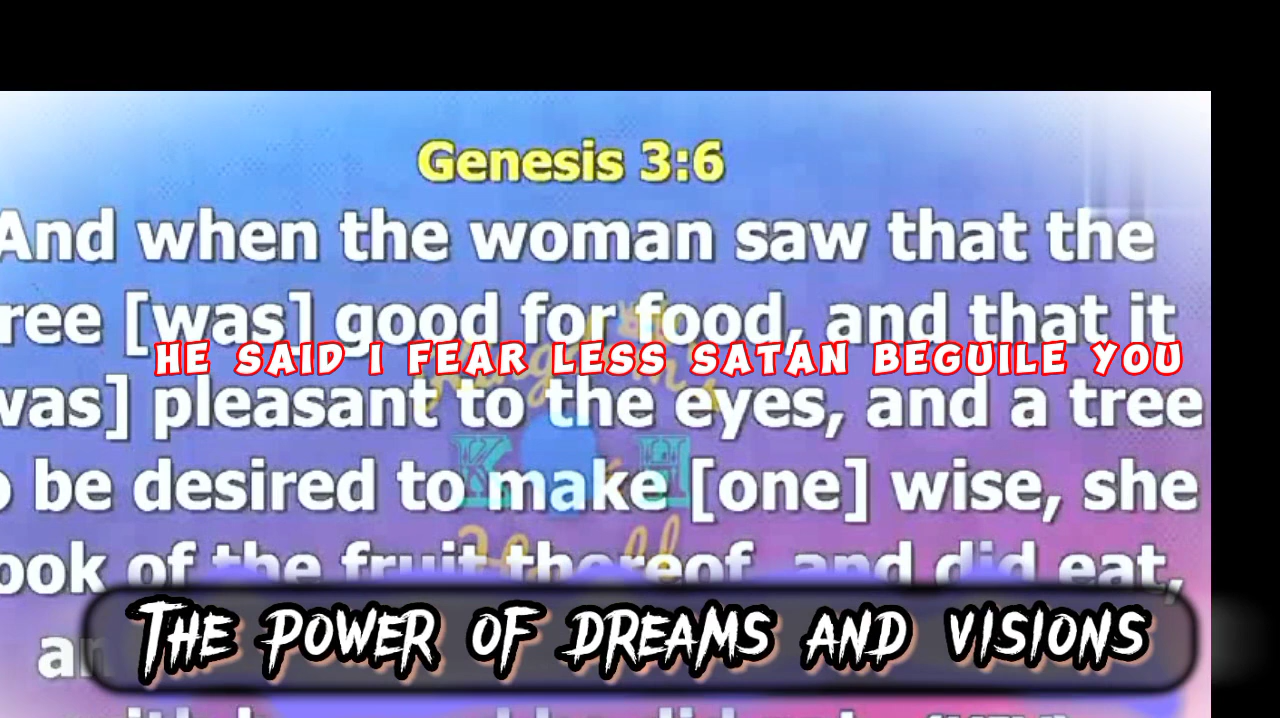 Genesis 3:6
And when the woman saw that the
ree [was] good for food, and that it
HE SAID I FEAR LESS SATAN BEGUILE YOU
was] pleasant to the eyes, and a tree
o be desired to make [one] wise, she
K H
ook of the fruit thereof, and did eat,
THE POWER OF DREAMS AND VISIONS